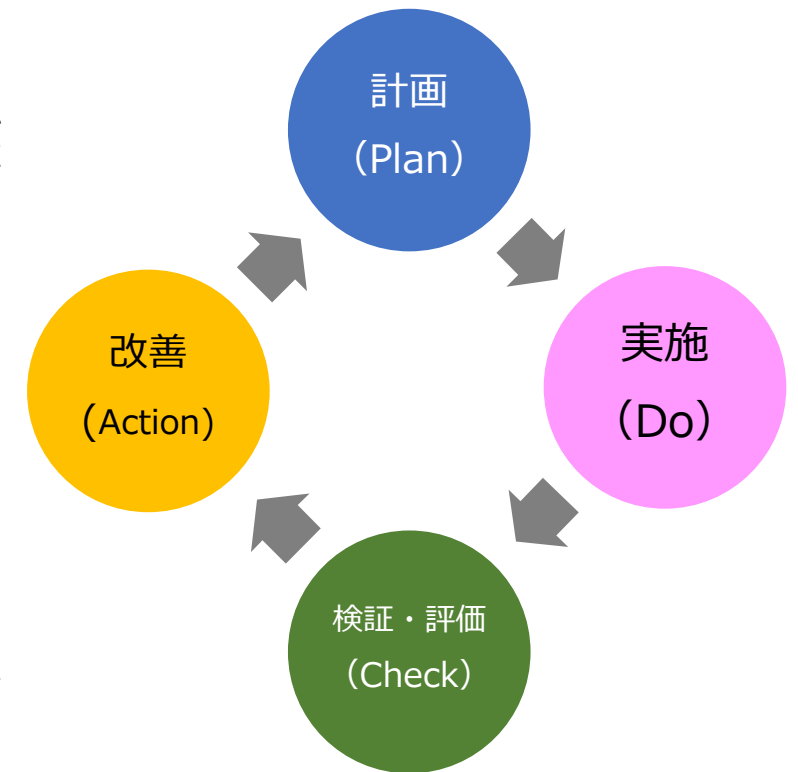 計画
（Plan）
実施
（Do）
検証・評価
（Check）
改善
(Action)